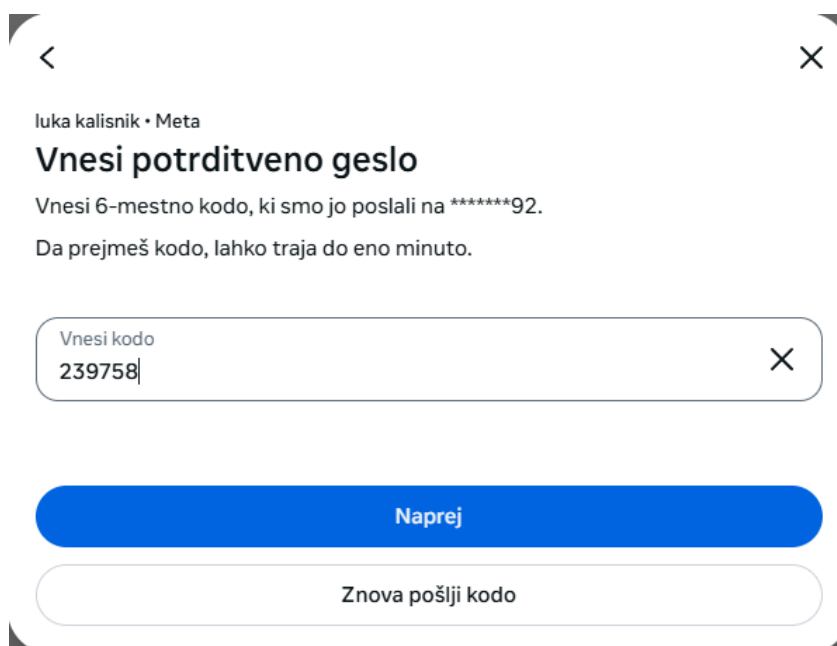 luka kalisnik • Meta
Vnesi potrditveno geslo
Vnesi 6-mestno kodo, ki smo jo poslali na *******92.
Da prejmeš kodo, lahko traja do eno minuto.
Vnesi kodo
239758
Naprej
Znova pošlji kodo